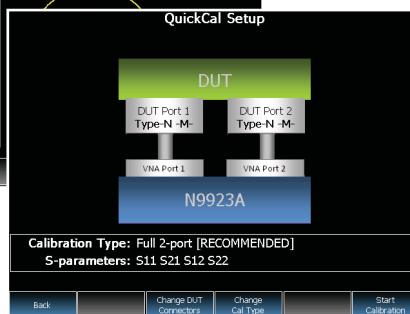 QuickCal Setup
DUT
DUT Port 1
Type-N -M-
DUT Port 2
Type-N -M-
VNA Port 1
VNA Port 2
N9923A
Calibration Type: Full 2-port [RECOMMENDED]
S-parameters: S11 S21 S12 S22
Back
Change DUT
Connectors
Change
Cal Type
Start
Calibration